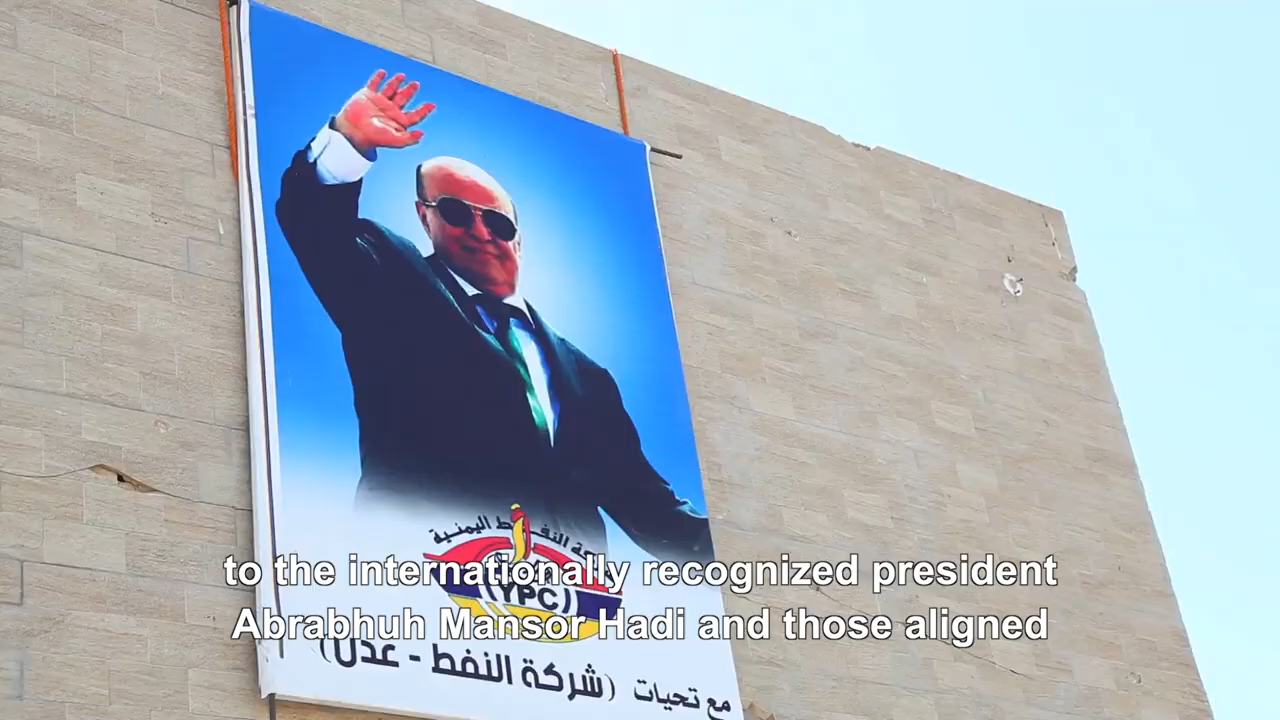 شركة النفط اليمنية
(YPC)
to the internationally recognized president
Abrabhuh Mansor Hadi and those aligned
مع تحيات (شركة النفط - عدن)